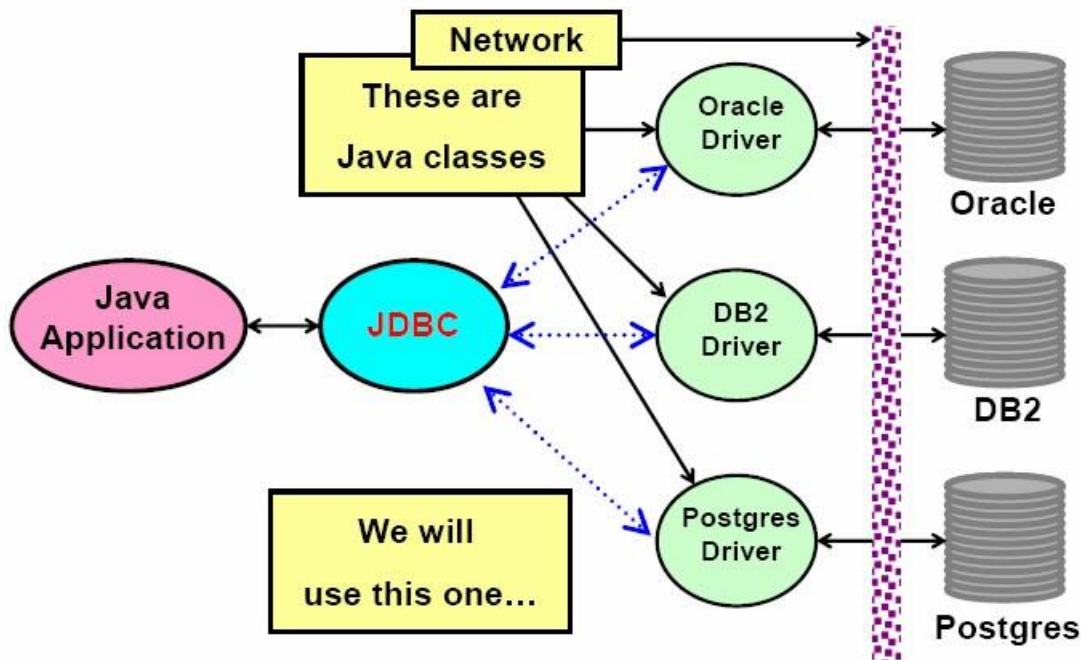 Network
These are
Java classes
Oracle
Driver
Oracle
Java
Application
JDBC
DB2
Driver
DB2
We will
use this one…
Postgres
Driver
Postgres